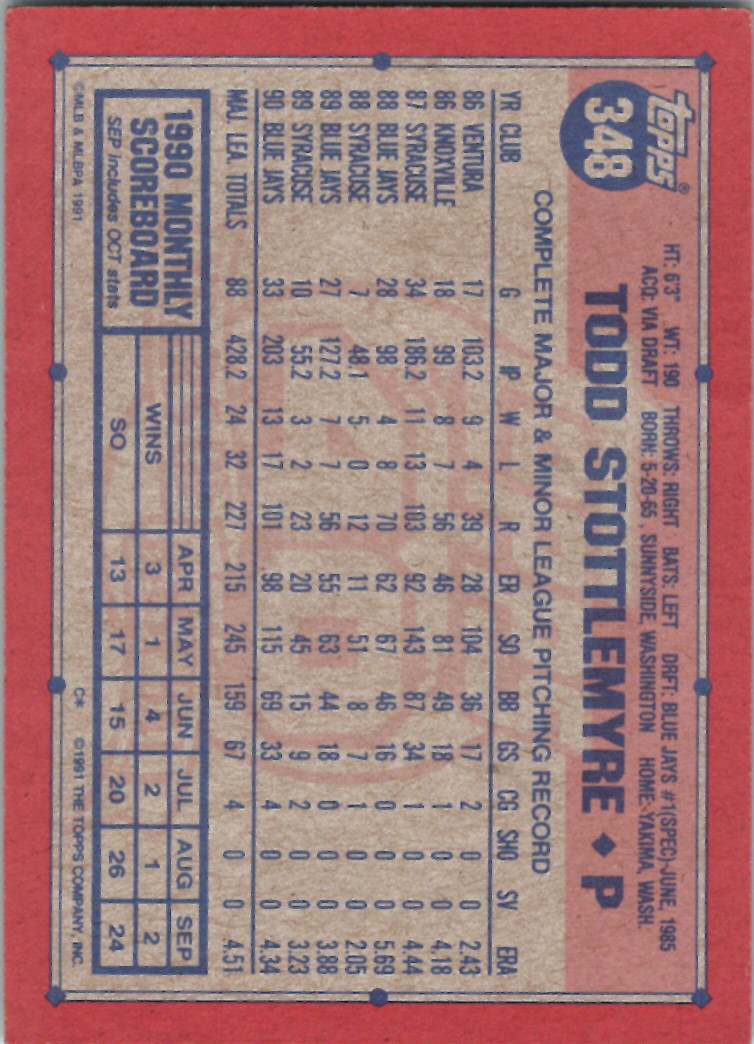 TOPPS®
348
HT: 6'3" WT: 190 THROWS: RIGHT BATS: LEFT DRFT: BLUE JAYS #1(SPEC)-JUNE, 1985
ACQ: VIA DRAFT BORN: 5-20-65, SUNNYSIDE, WASHINGTON HOME: YAKIMA, WASH.
TODD STOTTLEMYRE ◆ P
COMPLETE MAJOR & MINOR LEAGUE PITCHING RECORD
YR CLUB G IP W L R ER SO BB GS CG SHO SV ERA
86 VENTURA 17 103.2 9 4 39 28 104 36 17 2 0 0 2.43
86 KNOXVILLE 18 99 8 7 56 46 81 49 18 1 0 0 4.18
87 SYRACUSE 34 186.2 11 13 103 92 143 87 34 1 0 0 4.44
88 BLUE JAYS 28 98 4 8 70 62 67 46 16 0 0 0 5.69
88 SYRACUSE 7 48.1 5 0 12 11 51 8 7 1 0 0 2.05
89 BLUE JAYS 27 127.2 7 7 56 55 63 44 18 0 0 0 3.88
89 SYRACUSE 10 55.2 3 2 23 20 45 15 9 2 0 0 3.23
90 BLUE JAYS 33 203 13 17 101 98 115 69 33 4 0 0 4.34
MAJ. LEA. TOTALS 88 428.2 24 32 227 215 245 159 67 4 0 0 4.51
1990 MONTHLY
SCOREBOARD
SEP includes OCT stats
APR MAY JUN JUL AUG SEP
WINS 3 1 4 2 1 2
SO 13 17 15 20 26 24
©MLB & MLBPA 1991 C* ©1991 THE TOPPS COMPANY, INC.